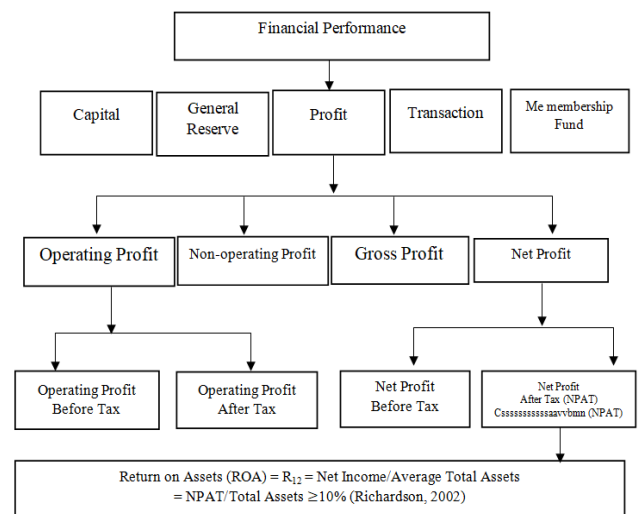 Financial Performance
Capital
General
Reserve
Profit
Transaction
Me membership
Fund
Operating Profit
Non-operating Profit
Gross Profit
Net Profit
Operating Profit
Before Tax
Operating Profit
After Tax
Net Profit
Before Tax
Net Profit
After Tax (NPAT)
Cssssssssssssaavvbmn (NPAT)
Return on Assets (ROA) = R₁₂ = Net Income/Average Total Assets
= NPAT/Total Assets ≥10% (Richardson, 2002)